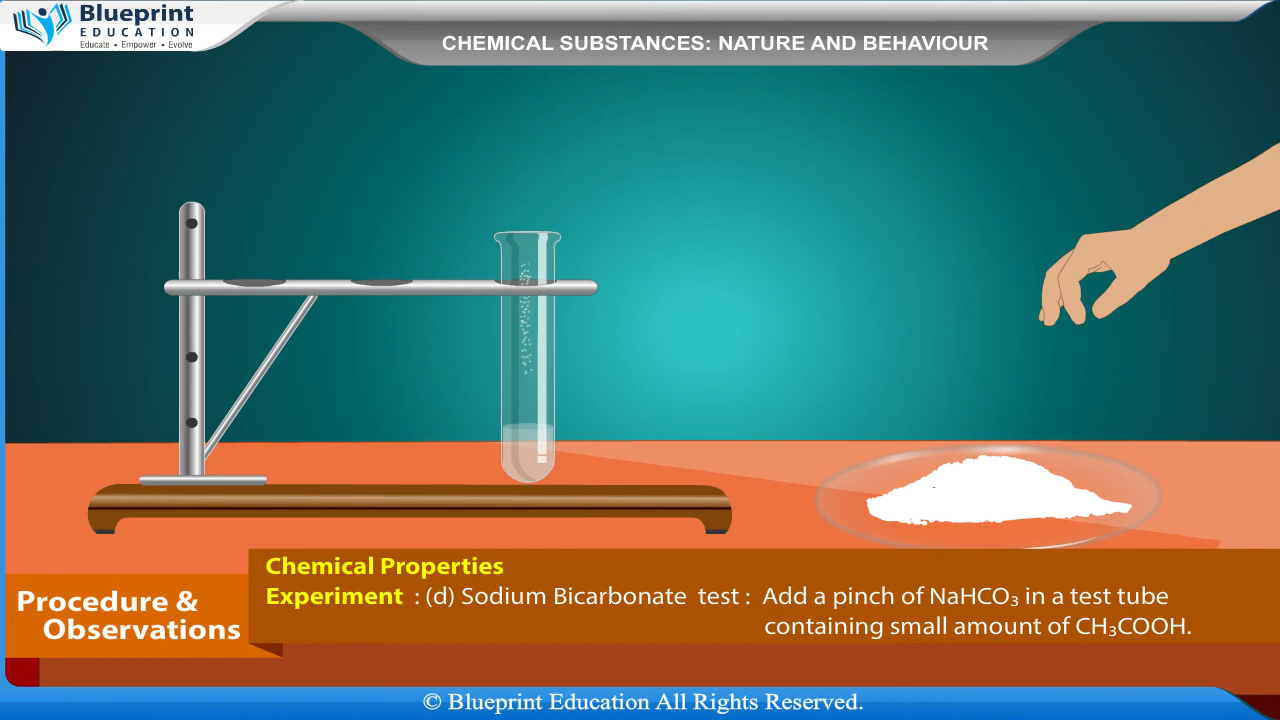 Blueprint
EDUCATION
Educate • Empower • Evolve
CHEMICAL SUBSTANCES: NATURE AND BEHAVIOUR
Chemical Properties
Experiment : (d) Sodium Bicarbonate test : Add a pinch of NaHCO₃ in a test tube
containing small amount of CH₃COOH.
Procedure &
Observations
© Blueprint Education All Rights Reserved.